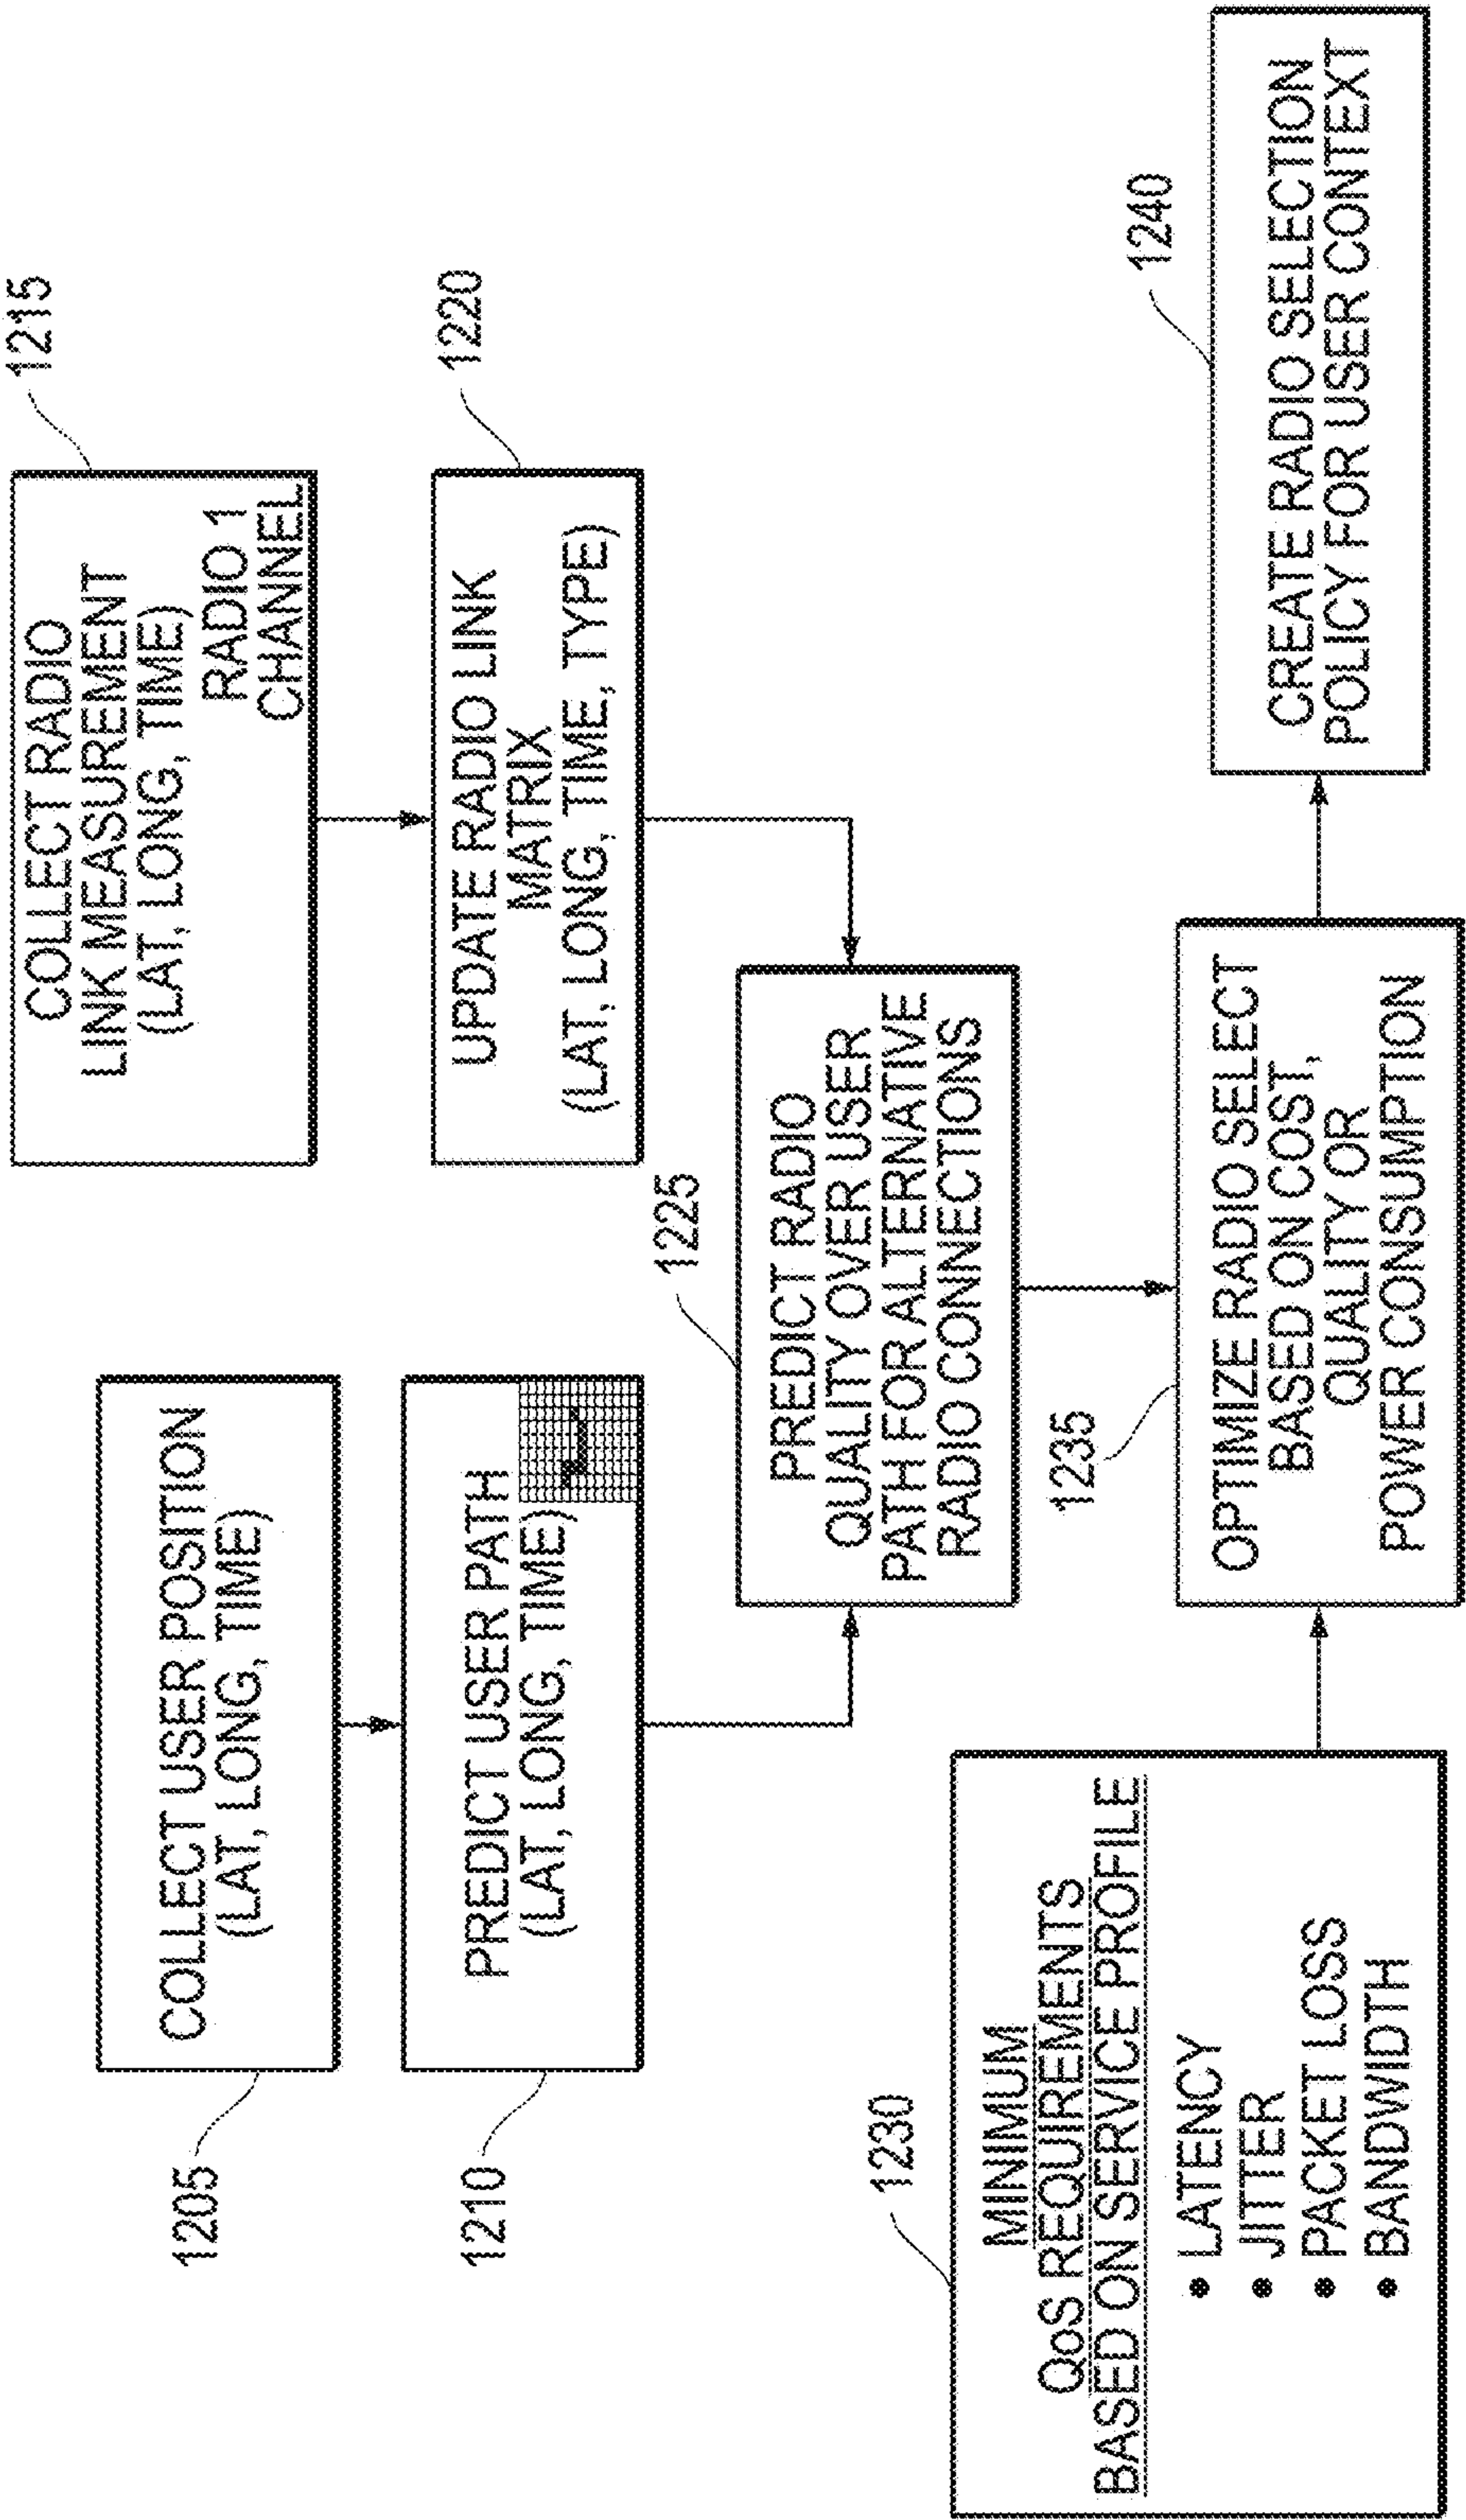 1205
COLLECT USER POSITION
(LAT, LONG, TIME)
1210
PREDICT USER PATH
(LAT, LONG, TIME)
1215
COLLECT RADIO
LINK MEASUREMENT
(LAT, LONG, TIME)
RADIO 1
CHANNEL
1220
UPDATE RADIO LINK
MATRIX
(LAT, LONG, TIME, TYPE)
1225
PREDICT RADIO
QUALITY OVER USER
PATH FOR ALTERNATIVE
RADIO CONNECTIONS
1230
MINIMUM
QoS REQUIREMENTS
BASED ON SERVICE PROFILE
• LATENCY
• JITTER
• PACKET LOSS
• BANDWIDTH
1235
OPTIMIZE RADIO SELECT
BASED ON COST,
QUALITY OR
POWER CONSUMPTION
1240
CREATE RADIO SELECTION
POLICY FOR USER CONTEXT